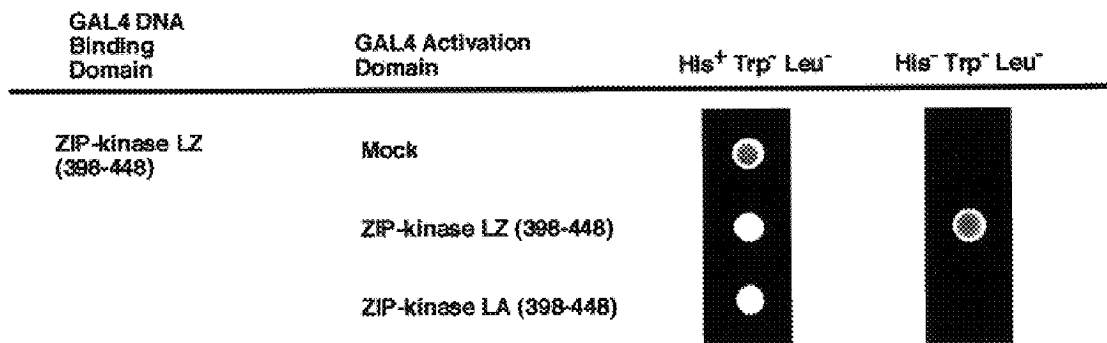 GAL4 DNA
Binding
Domain
GAL4 Activation
Domain
His⁺ Trp⁻ Leu⁻
His⁻ Trp⁻ Leu⁻
ZIP-kinase LZ
(398-448)
Mock
ZIP-kinase LZ (398-448)
ZIP-kinase LA (398-448)